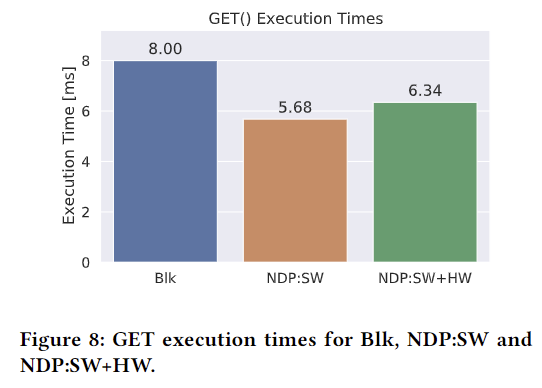 GET() Execution Times
Execution Time [ms]
8
6
4
2
0
8.00
5.68
6.34
Blk
NDP:SW
NDP:SW+HW
Figure 8: GET execution times for Blk, NDP:SW and
NDP:SW+HW.